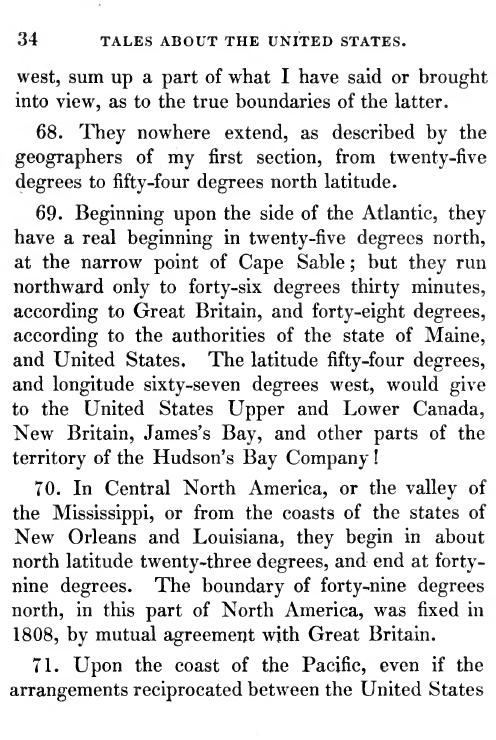 34 TALES ABOUT THE UNITED STATES.
west, sum up a part of what I have said or brought
into view, as to the true boundaries of the latter.
68. They nowhere extend, as described by the
geographers of my first section, from twenty-five
degrees to fifty-four degrees north latitude.
69. Beginning upon the side of the Atlantic, they
have a real beginning in twenty-five degrees north,
at the narrow point of Cape Sable; but they run
northward only to forty-six degrees thirty minutes,
according to Great Britain, and forty-eight degrees,
according to the authorities of the state of Maine,
and United States. The latitude fifty-four degrees,
and longitude sixty-seven degrees west, would give
to the United States Upper and Lower Canada,
New Britain, James's Bay, and other parts of the
territory of the Hudson's Bay Company!
70. In Central North America, or the valley of
the Mississippi, or from the coasts of the states of
New Orleans and Louisiana, they begin in about
north latitude twenty-three degrees, and end at forty-
nine degrees. The boundary of forty-nine degrees
north, in this part of North America, was fixed in
1808, by mutual agreement with Great Britain.
71. Upon the coast of the Pacific, even if the
arrangements reciprocated between the United States